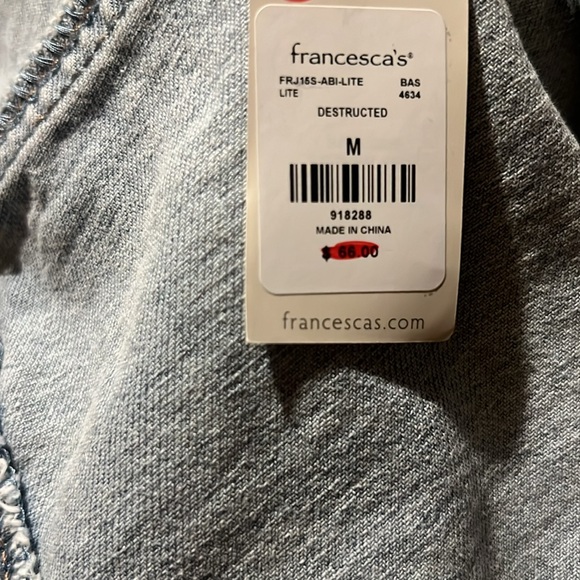 francesca's®
FRJ15S-ABI-LITE BAS
LITE 4634
DESTRUCTED
M
918288
MADE IN CHINA
$ 68.00
francescas.com